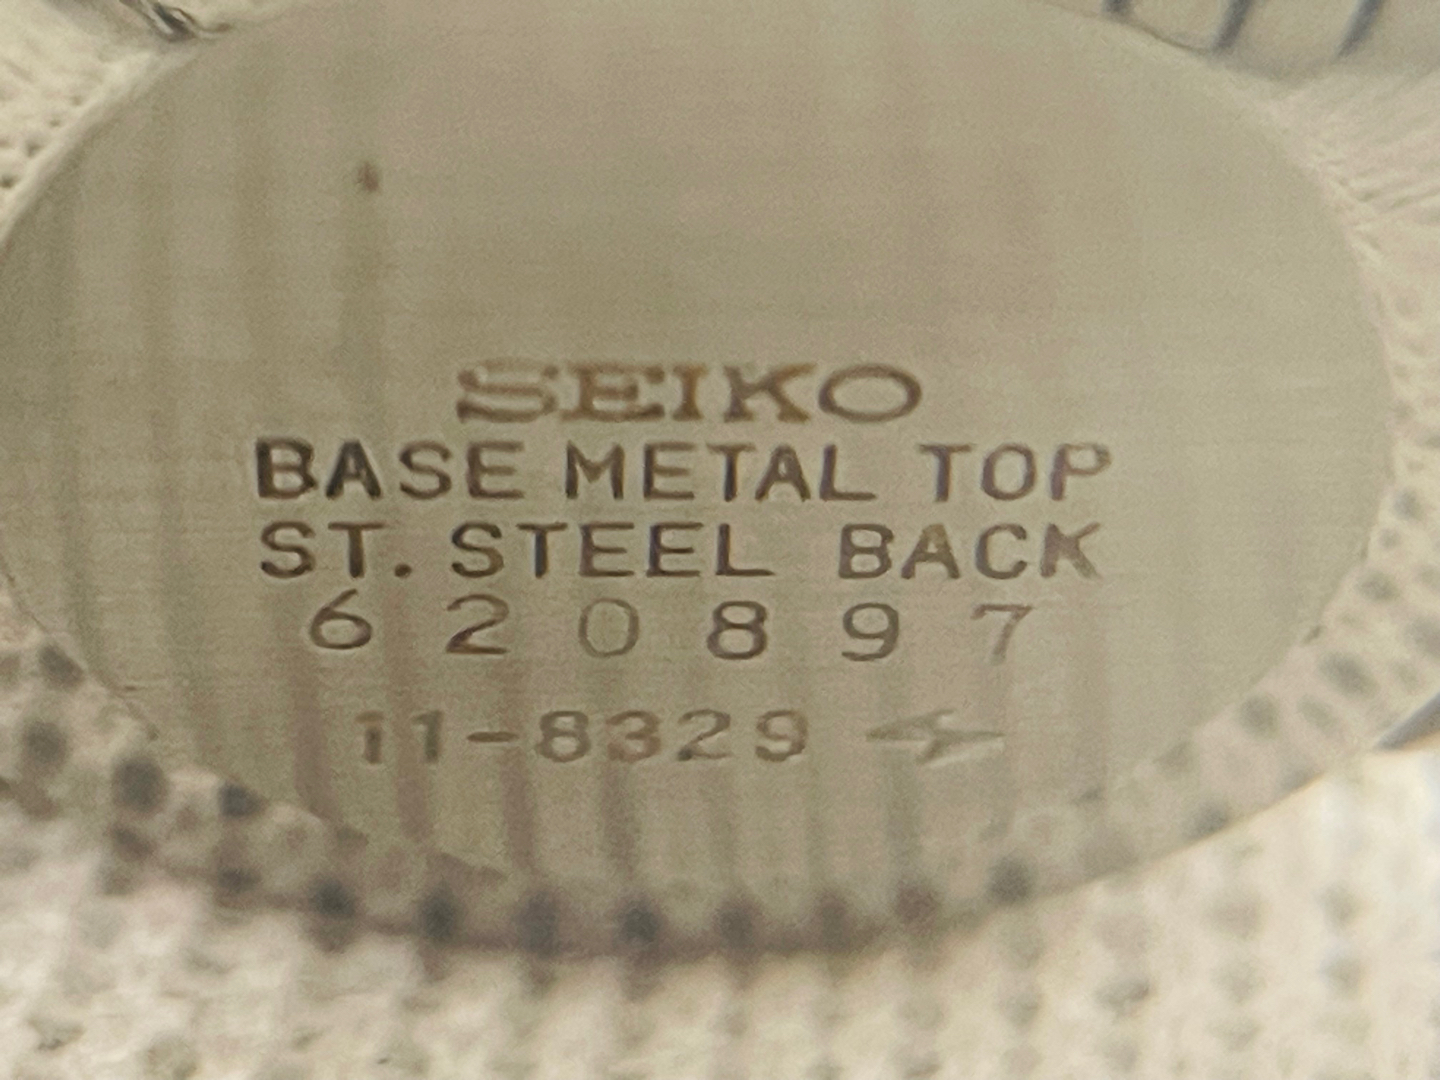 SEIKO
BASE METAL TOP
ST. STEEL BACK
620897
11-8329